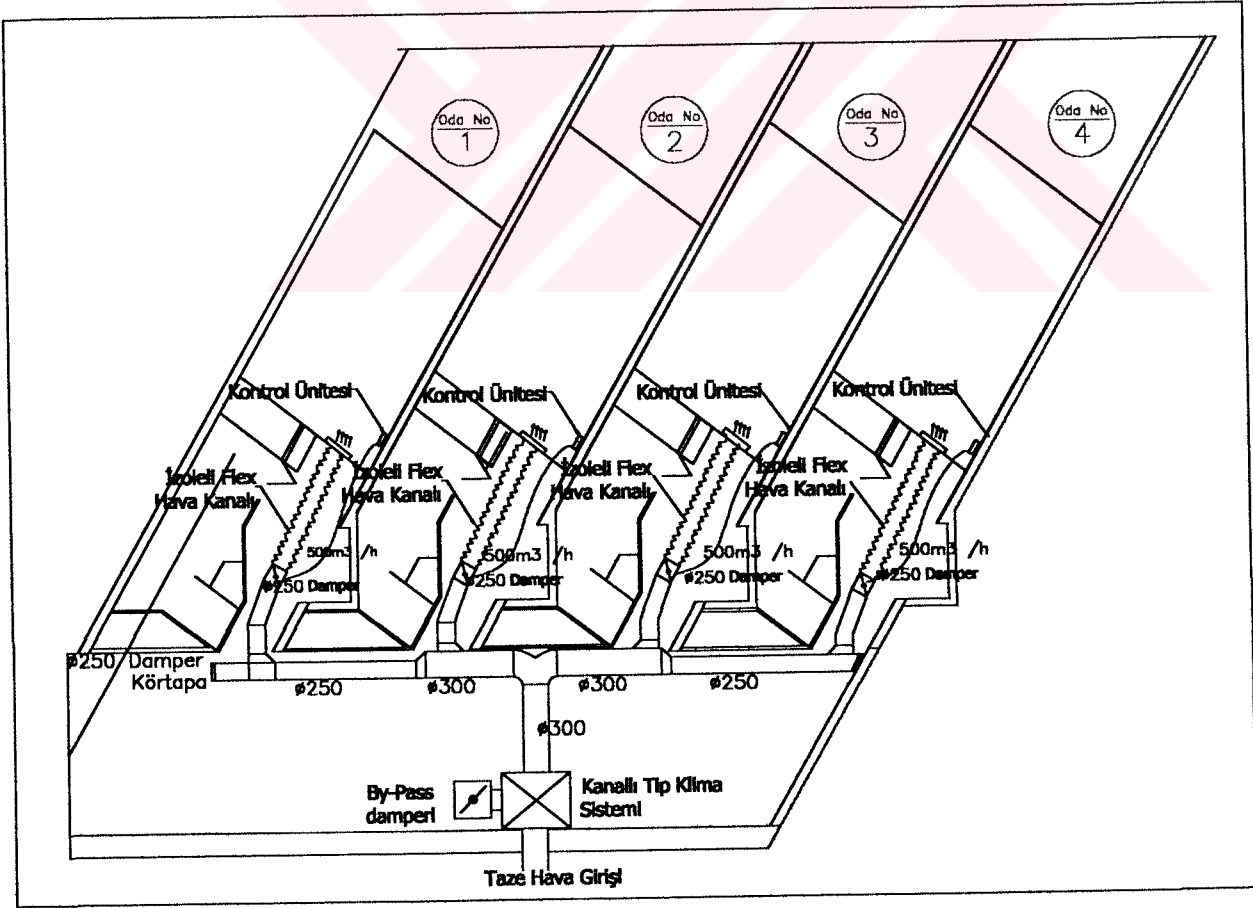 Oda No
1
Oda No
2
Oda No
3
Oda No
4
Kontrol Ünitesi
Kontrol Ünitesi
Kontrol Ünitesi
Kontrol Ünitesi
İzoleli Flex
Hava Kanalı
İzoleli Flex
Hava Kanalı
İzoleli Flex
Hava Kanalı
İzoleli Flex
Hava Kanalı
500m3 /h
ø250 Damper
500m3 /h
ø250 Damper
500m3 /h
ø250 Damper
500m3 /h
ø250 Damper
ø250 Damper
Körtapa
ø250
ø300
ø300
ø250
ø300
By-Pass
damperi
Kanallı Tip Klima
Sistemi
Taze Hava Girişi